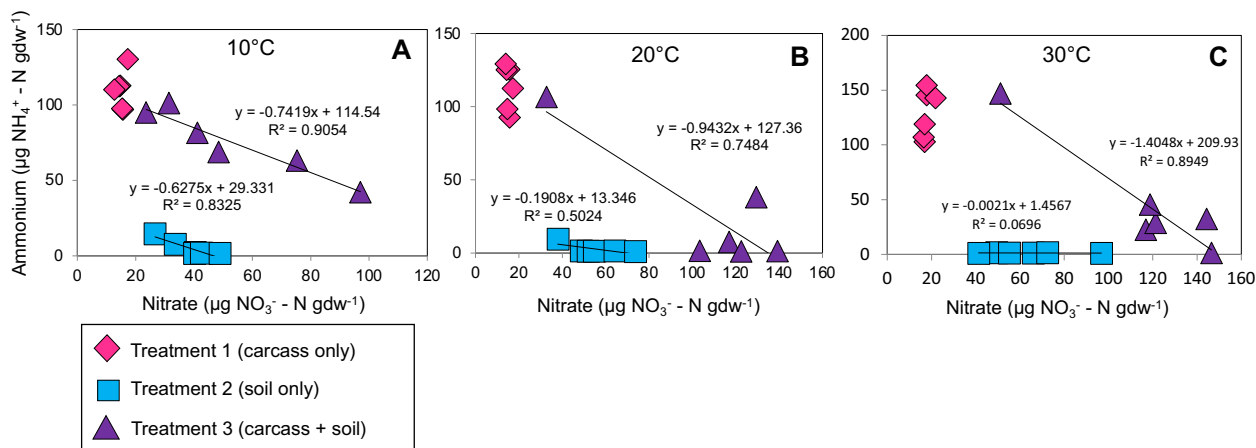 Ammonium (µg NH₄⁺ - N gdw⁻¹)
150
100
50
0
10°C
A
y = -0.7419x + 114.54
R² = 0.9054
y = -0.6275x + 29.331
R² = 0.8325
0 20 40 60 80 100 120
Nitrate (µg NO₃⁻ - N gdw⁻¹)
150
100
50
0
20°C
B
y = -0.9432x + 127.36
R² = 0.7484
y = -0.1908x + 13.346
R² = 0.5024
0 20 40 60 80 100 120 140 160
Nitrate (µg NO₃⁻ - N gdw⁻¹)
200
150
100
50
0
30°C
C
y = -1.4048x + 209.93
R² = 0.8949
y = -0.0021x + 1.4567
R² = 0.0696
0 20 40 60 80 100 120 140 160
Nitrate (µg NO₃⁻ - N gdw⁻¹)
Treatment 1 (carcass only)
Treatment 2 (soil only)
Treatment 3 (carcass + soil)